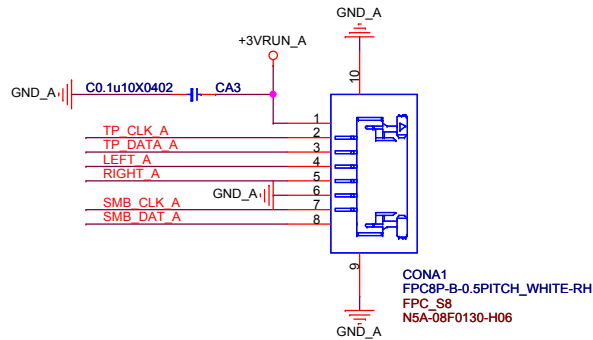 GND_A
+3VRUN_A
GND_A
C0.1u10X0402
CA3
10
1
TP_CLK_A
2
TP_DATA_A
3
LEFT_A
4
RIGHT_A
5
GND_A
6
SMB_CLK_A
7
SMB_DAT_A
8
9
CONA1
FPC8P-B-0.5PITCH_WHITE-RH
FPC_S8
N5A-08F0130-H06
GND_A